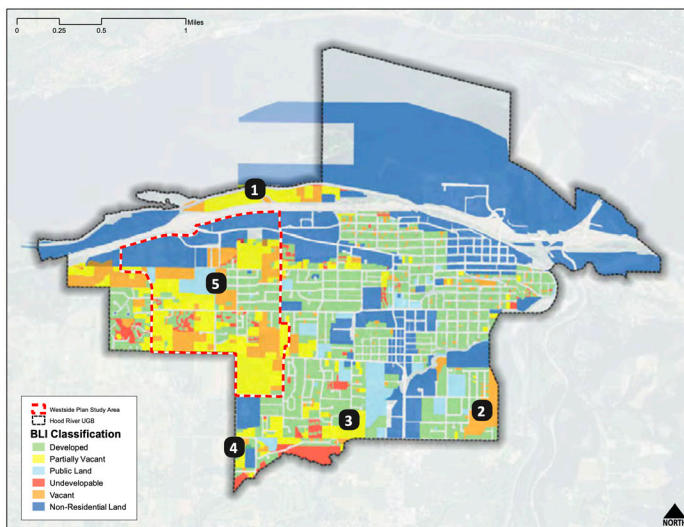 Miles
0 0.25 0.5 1
1
5
2
3
4
Westside Plan Study Area
Hood River UGB
BLI Classification
Developed
Partially Vacant
Public Land
Undevelopable
Vacant
Non-Residential Land
NORTH